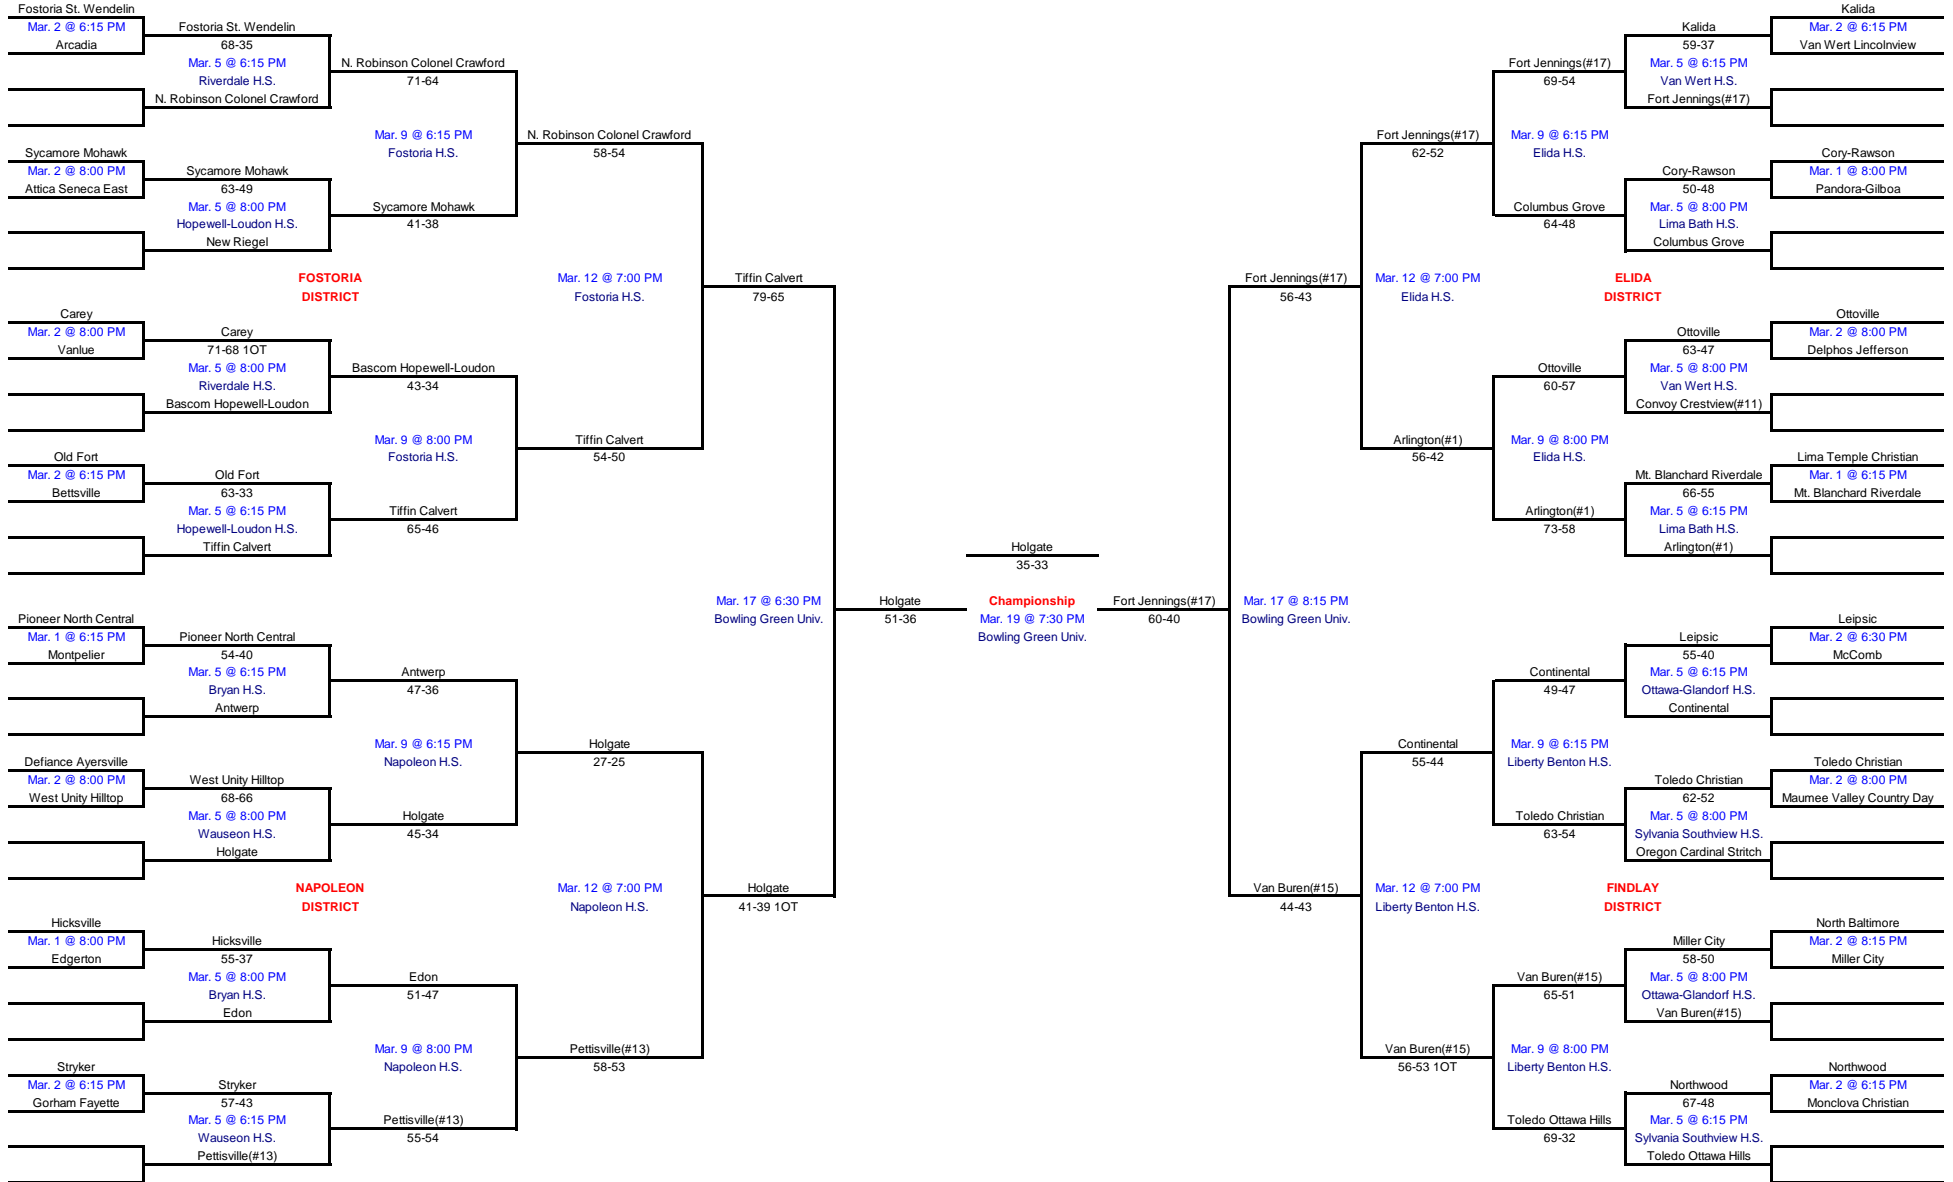 Fostoria St. Wendelin
Mar. 2 @ 6:15 PM
Arcadia
Fostoria St. Wendelin
68-35
Mar. 5 @ 6:15 PM
Riverdale H.S.
N. Robinson Colonel Crawford
N. Robinson Colonel Crawford
71-64
Mar. 9 @ 6:15 PM
Fostoria H.S.
Sycamore Mohawk
Mar. 2 @ 8:00 PM
Attica Seneca East
Sycamore Mohawk
63-49
Mar. 5 @ 8:00 PM
Hopewell-Loudon H.S.
New Riegel
Sycamore Mohawk
41-38
N. Robinson Colonel Crawford
58-54
FOSTORIA
DISTRICT
Mar. 12 @ 7:00 PM
Fostoria H.S.
Tiffin Calvert
79-65
Carey
Mar. 2 @ 8:00 PM
Vanlue
Carey
71-68 1OT
Mar. 5 @ 8:00 PM
Riverdale H.S.
Bascom Hopewell-Loudon
Bascom Hopewell-Loudon
43-34
Mar. 9 @ 8:00 PM
Fostoria H.S.
Tiffin Calvert
54-50
Old Fort
Mar. 2 @ 6:15 PM
Bettsville
Old Fort
63-33
Mar. 5 @ 6:15 PM
Hopewell-Loudon H.S.
Tiffin Calvert
Tiffin Calvert
65-46
Mar. 17 @ 6:30 PM
Bowling Green Univ.
Holgate
51-36
Pioneer North Central
Mar. 1 @ 6:15 PM
Montpelier
Pioneer North Central
54-40
Mar. 5 @ 6:15 PM
Bryan H.S.
Antwerp
Antwerp
47-36
Mar. 9 @ 6:15 PM
Napoleon H.S.
Holgate
27-25
Defiance Ayersville
Mar. 2 @ 8:00 PM
West Unity Hilltop
West Unity Hilltop
68-66
Mar. 5 @ 8:00 PM
Wauseon H.S.
Holgate
Holgate
45-34
NAPOLEON
DISTRICT
Mar. 12 @ 7:00 PM
Napoleon H.S.
Holgate
41-39 1OT
Hicksville
Mar. 1 @ 8:00 PM
Edgerton
Hicksville
55-37
Mar. 5 @ 8:00 PM
Bryan H.S.
Edon
Edon
51-47
Mar. 9 @ 8:00 PM
Napoleon H.S.
Pettisville(#13)
58-53
Stryker
Mar. 2 @ 6:15 PM
Gorham Fayette
Stryker
57-43
Mar. 5 @ 6:15 PM
Wauseon H.S.
Pettisville(#13)
Pettisville(#13)
55-54
Holgate
35-33
Championship
Mar. 19 @ 7:30 PM
Bowling Green Univ.
Fort Jennings(#17)
60-40
Mar. 17 @ 8:15 PM
Bowling Green Univ.
Kalida
Mar. 2 @ 6:15 PM
Van Wert Lincolnview
Kalida
59-37
Mar. 5 @ 6:15 PM
Van Wert H.S.
Fort Jennings(#17)
Fort Jennings(#17)
69-54
Mar. 9 @ 6:15 PM
Elida H.S.
Fort Jennings(#17)
62-52
Cory-Rawson
Mar. 1 @ 8:00 PM
Pandora-Gilboa
Cory-Rawson
50-48
Mar. 5 @ 8:00 PM
Lima Bath H.S.
Columbus Grove
Columbus Grove
64-48
ELIDA
DISTRICT
Mar. 12 @ 7:00 PM
Elida H.S.
Fort Jennings(#17)
56-43
Ottoville
Mar. 2 @ 8:00 PM
Delphos Jefferson
Ottoville
63-47
Mar. 5 @ 8:00 PM
Van Wert H.S.
Convoy Crestview(#11)
Ottoville
60-57
Mar. 9 @ 8:00 PM
Elida H.S.
Arlington(#1)
56-42
Lima Temple Christian
Mar. 1 @ 6:15 PM
Mt. Blanchard Riverdale
Mt. Blanchard Riverdale
66-55
Mar. 5 @ 6:15 PM
Lima Bath H.S.
Arlington(#1)
Arlington(#1)
73-58
Leipsic
Mar. 2 @ 6:30 PM
McComb
Leipsic
55-40
Mar. 5 @ 6:15 PM
Ottawa-Glandorf H.S.
Continental
Continental
49-47
Mar. 9 @ 6:15 PM
Liberty Benton H.S.
Continental
55-44
Toledo Christian
Mar. 2 @ 8:00 PM
Maumee Valley Country Day
Toledo Christian
62-52
Mar. 5 @ 8:00 PM
Sylvania Southview H.S.
Oregon Cardinal Stritch
Toledo Christian
63-54
FINDLAY
DISTRICT
Mar. 12 @ 7:00 PM
Liberty Benton H.S.
Van Buren(#15)
44-43
North Baltimore
Mar. 2 @ 8:15 PM
Miller City
Miller City
58-50
Mar. 5 @ 8:00 PM
Ottawa-Glandorf H.S.
Van Buren(#15)
Van Buren(#15)
65-51
Mar. 9 @ 8:00 PM
Liberty Benton H.S.
Van Buren(#15)
56-53 1OT
Northwood
Mar. 2 @ 6:15 PM
Monclova Christian
Northwood
67-48
Mar. 5 @ 6:15 PM
Sylvania Southview H.S.
Toledo Ottawa Hills
Toledo Ottawa Hills
69-32